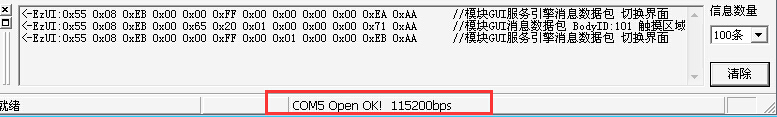 <-EzUI:0x55 0x08 0xEB 0x00 0x00 0xFF 0x00 0x00 0x00 0x00 0xEA 0xAA //模块GUI服务引擎消息数据包 切换界面
<-EzUI:0x55 0x08 0xEB 0x00 0x65 0x20 0x01 0x00 0x00 0x00 0x71 0xAA //模块GUI消息数据包 BodyID:101 触摸区域
<-EzUI:0x55 0x08 0xEB 0x00 0x00 0xFF 0x00 0x01 0x00 0x00 0xEB 0xAA //模块GUI服务引擎消息数据包 切换界面
信息数量
100条
清除
就绪
COM5 Open OK! 115200bps